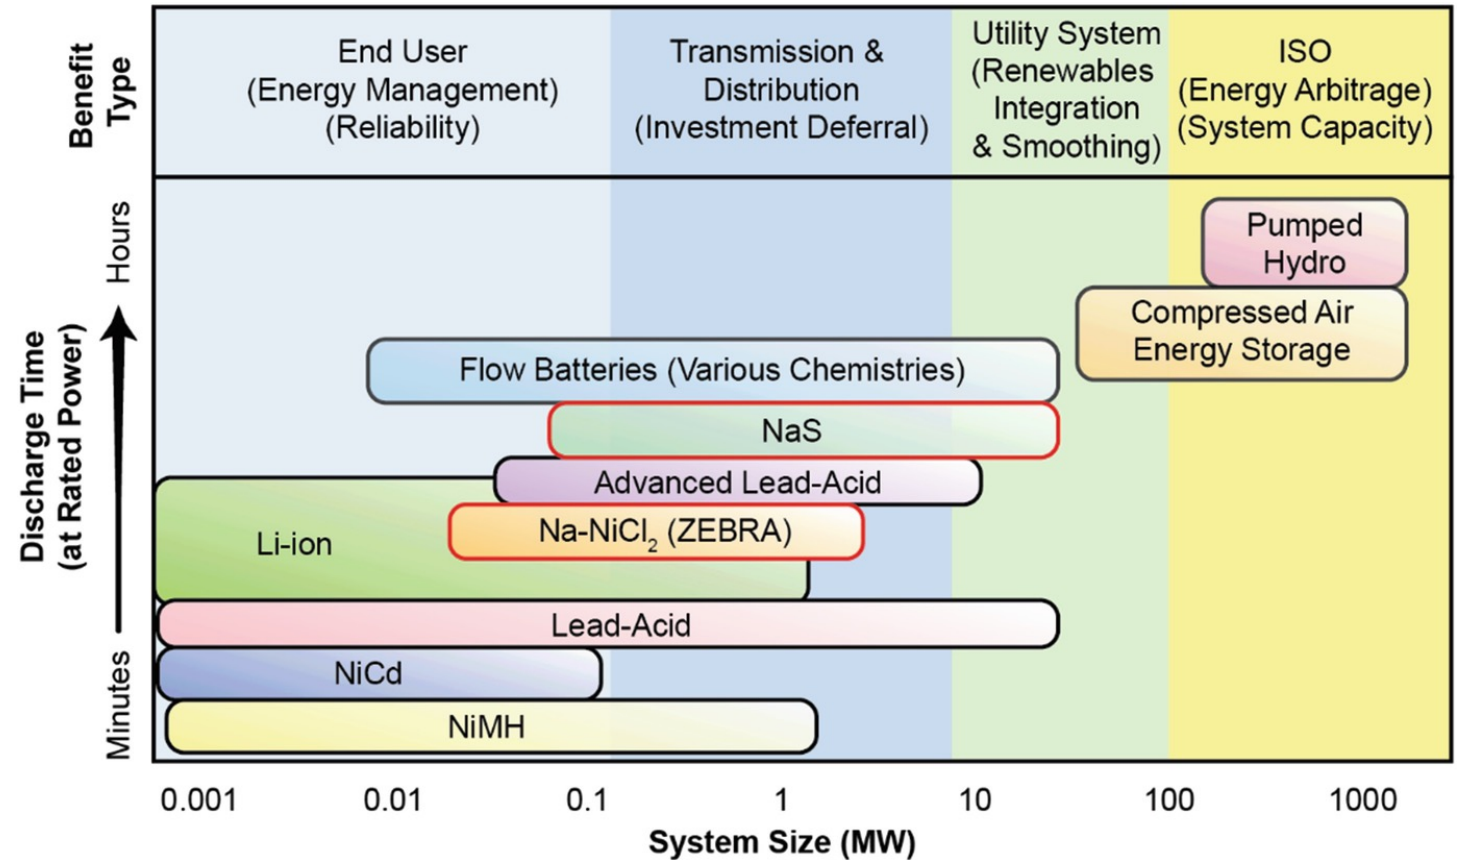 Benefit
Type
End User
(Energy Management)
(Reliability)
Transmission &
Distribution
(Investment Deferral)
Utility System
(Renewables
Integration
& Smoothing)
ISO
(Energy Arbitrage)
(System Capacity)
Discharge Time
(at Rated Power)
Hours
Minutes
Pumped
Hydro
Compressed Air
Energy Storage
Flow Batteries (Various Chemistries)
NaS
Advanced Lead-Acid
Na-NiCl₂ (ZEBRA)
Li-ion
Lead-Acid
NiCd
NiMH
0.001 0.01 0.1 1 10 100 1000
System Size (MW)